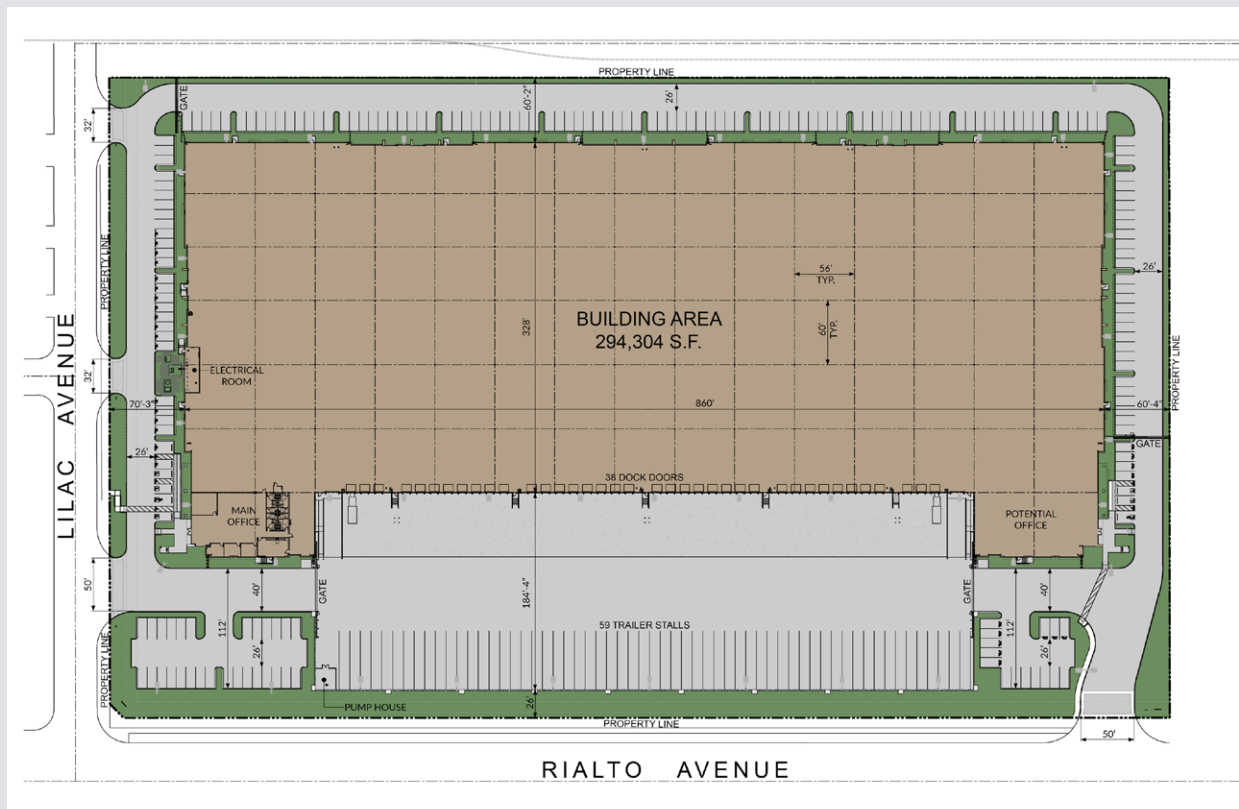 PROPERTY LINE
GATE
60'-2"
26'
32'
PROPERTY LINE
56'
TYP.
26'
BUILDING AREA
294,304 S.F.
328'
60'
TYP.
LILAC AVENUE
32'
ELECTRICAL
ROOM
PROPERTY LINE
70'-3"
860'
60'-4"
GATE
26'
38 DOCK DOORS
MAIN
OFFICE
POTENTIAL
OFFICE
50'
40'
GATE
184'-4"
GATE
40'
112'
59 TRAILER STALLS
112'
26'
26'
PROPERTY LINE
PUMP HOUSE
26'
PROPERTY LINE
50'
RIALTO AVENUE